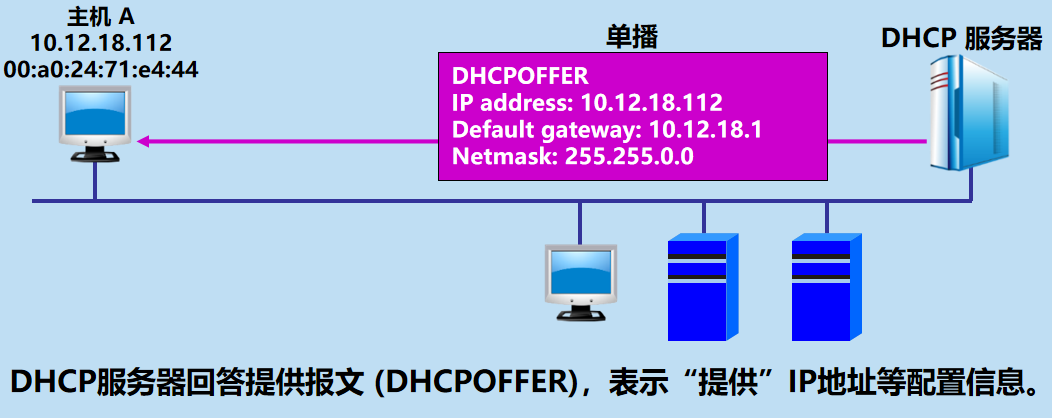 主机 A
10.12.18.112
00:a0:24:71:e4:44
单播
DHCP 服务器
DHCPOFFER
IP address: 10.12.18.112
Default gateway: 10.12.18.1
Netmask: 255.255.0.0
DHCP服务器回答提供报文 (DHCPOFFER)，表示“提供”IP地址等配置信息。